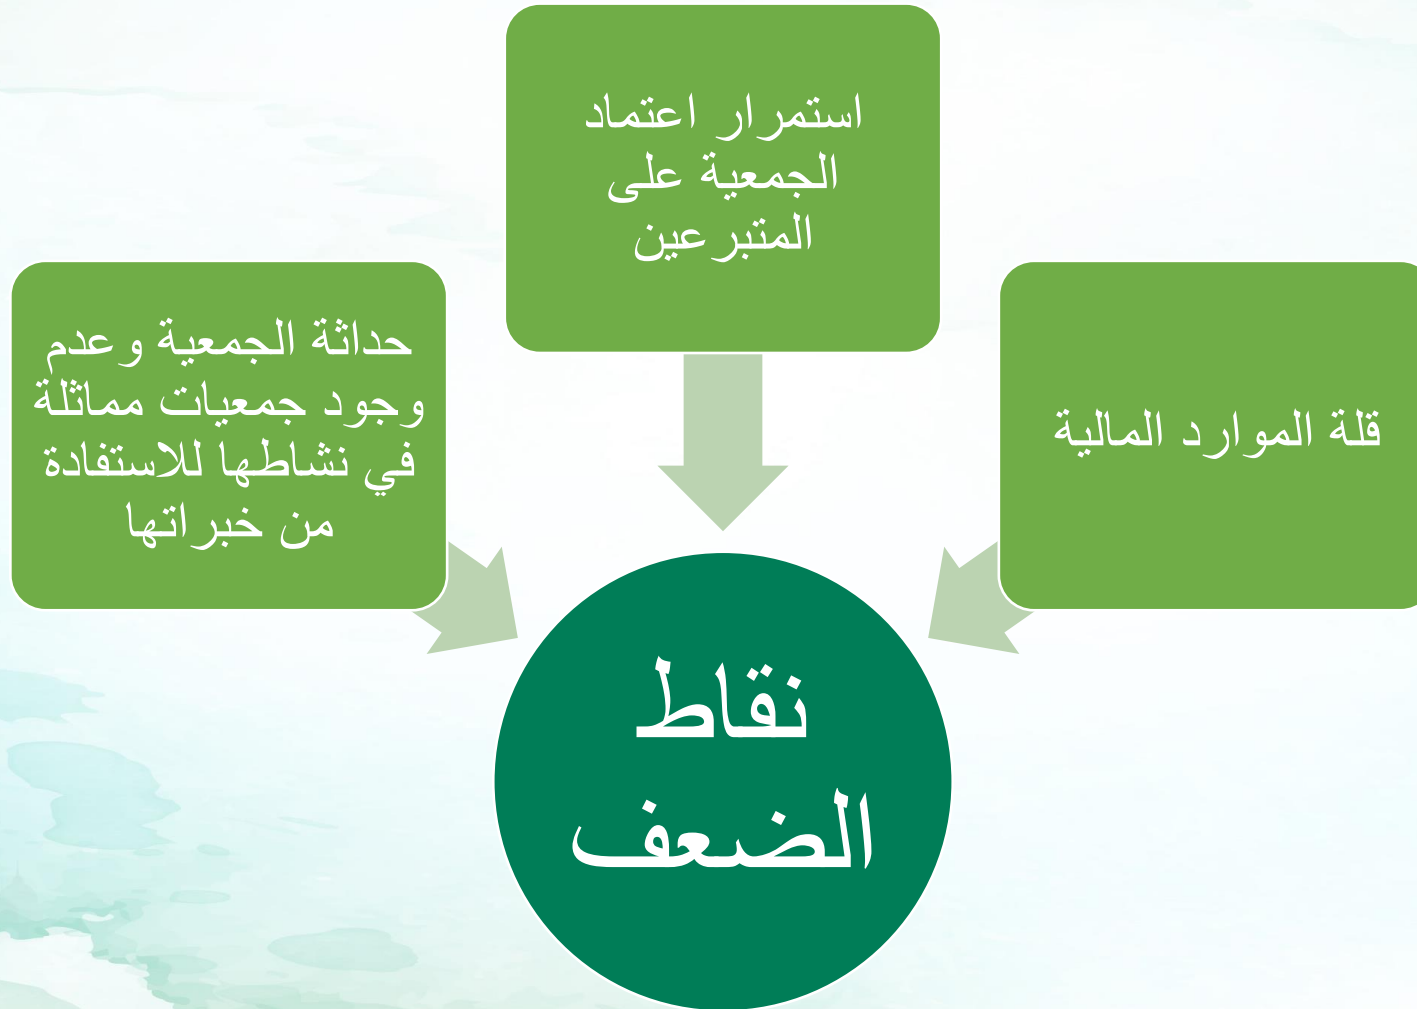 استمرار اعتماد
الجمعية على
المتبرعين
قلة الموارد المالية
حداثة الجمعية وعدم
وجود جمعيات مماثلة
في نشاطها للاستفادة
من خبراتها
نقاط
الضعف